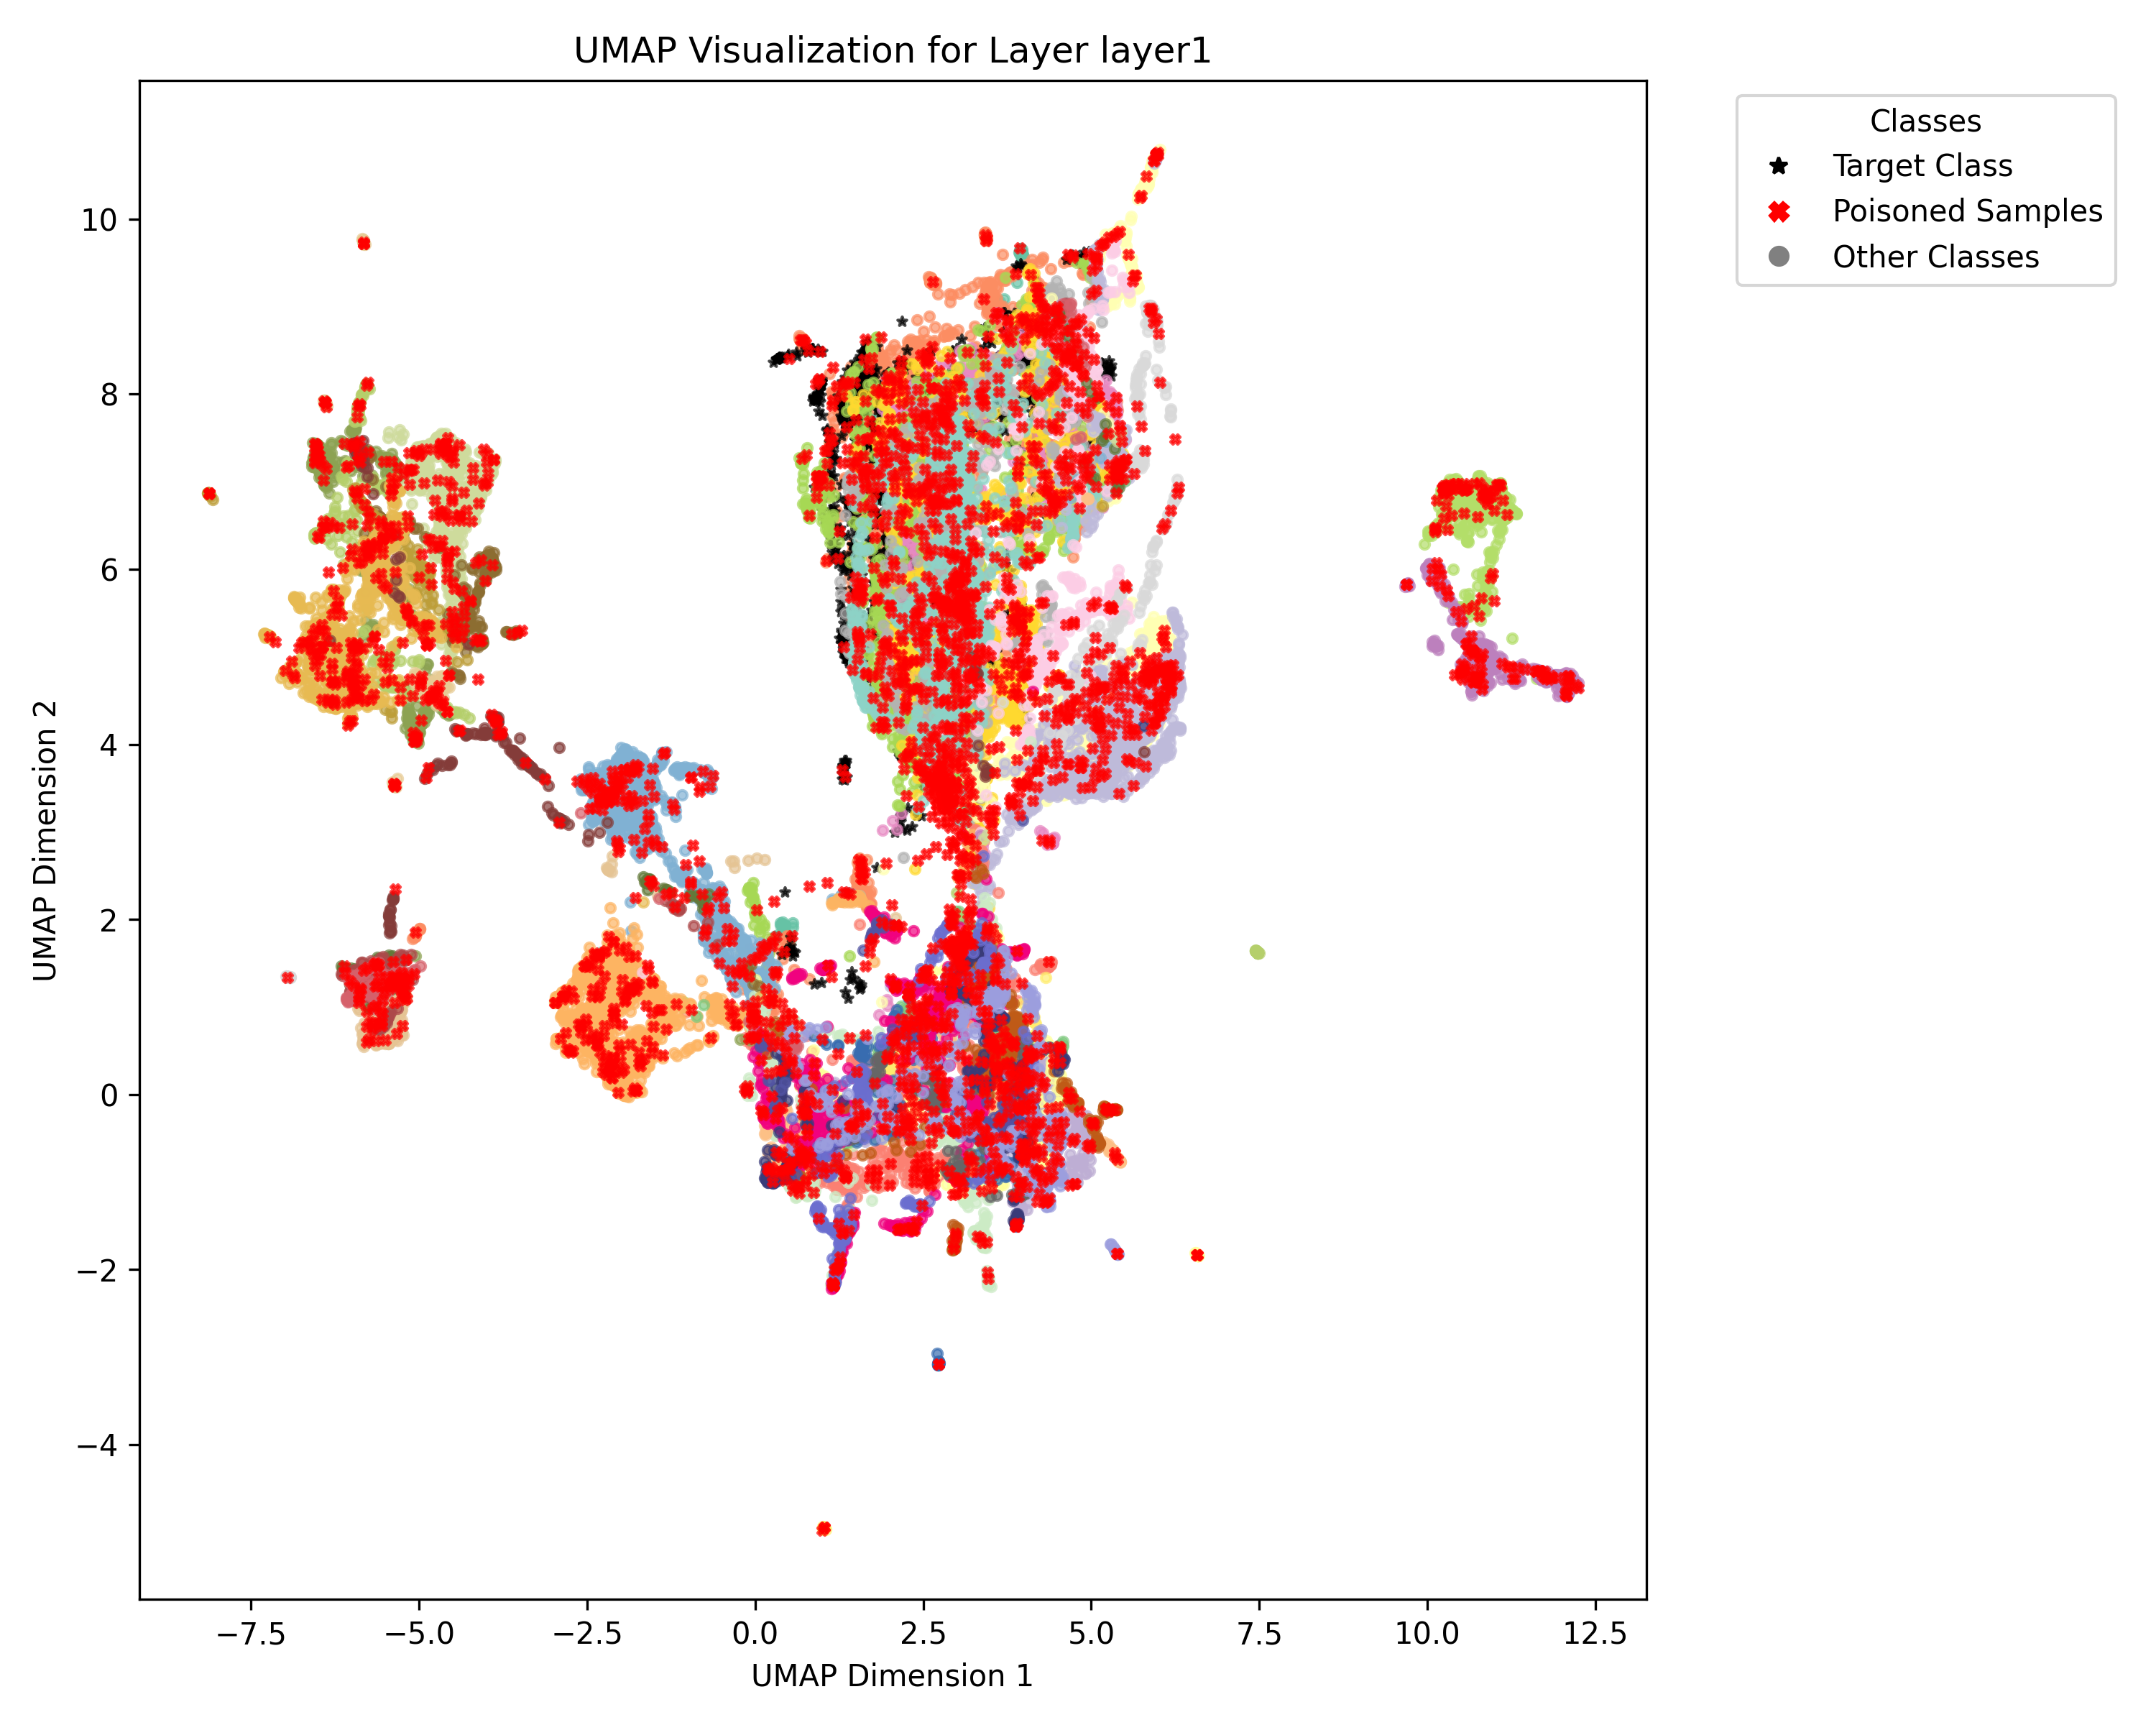 UMAP Visualization for Layer layer1
Classes
Target Class
Poisoned Samples
Other Classes
UMAP Dimension 2
10
8
6
4
2
0
−2
−4
−7.5
−5.0
−2.5
0.0
2.5
5.0
7.5
10.0
12.5
UMAP Dimension 1